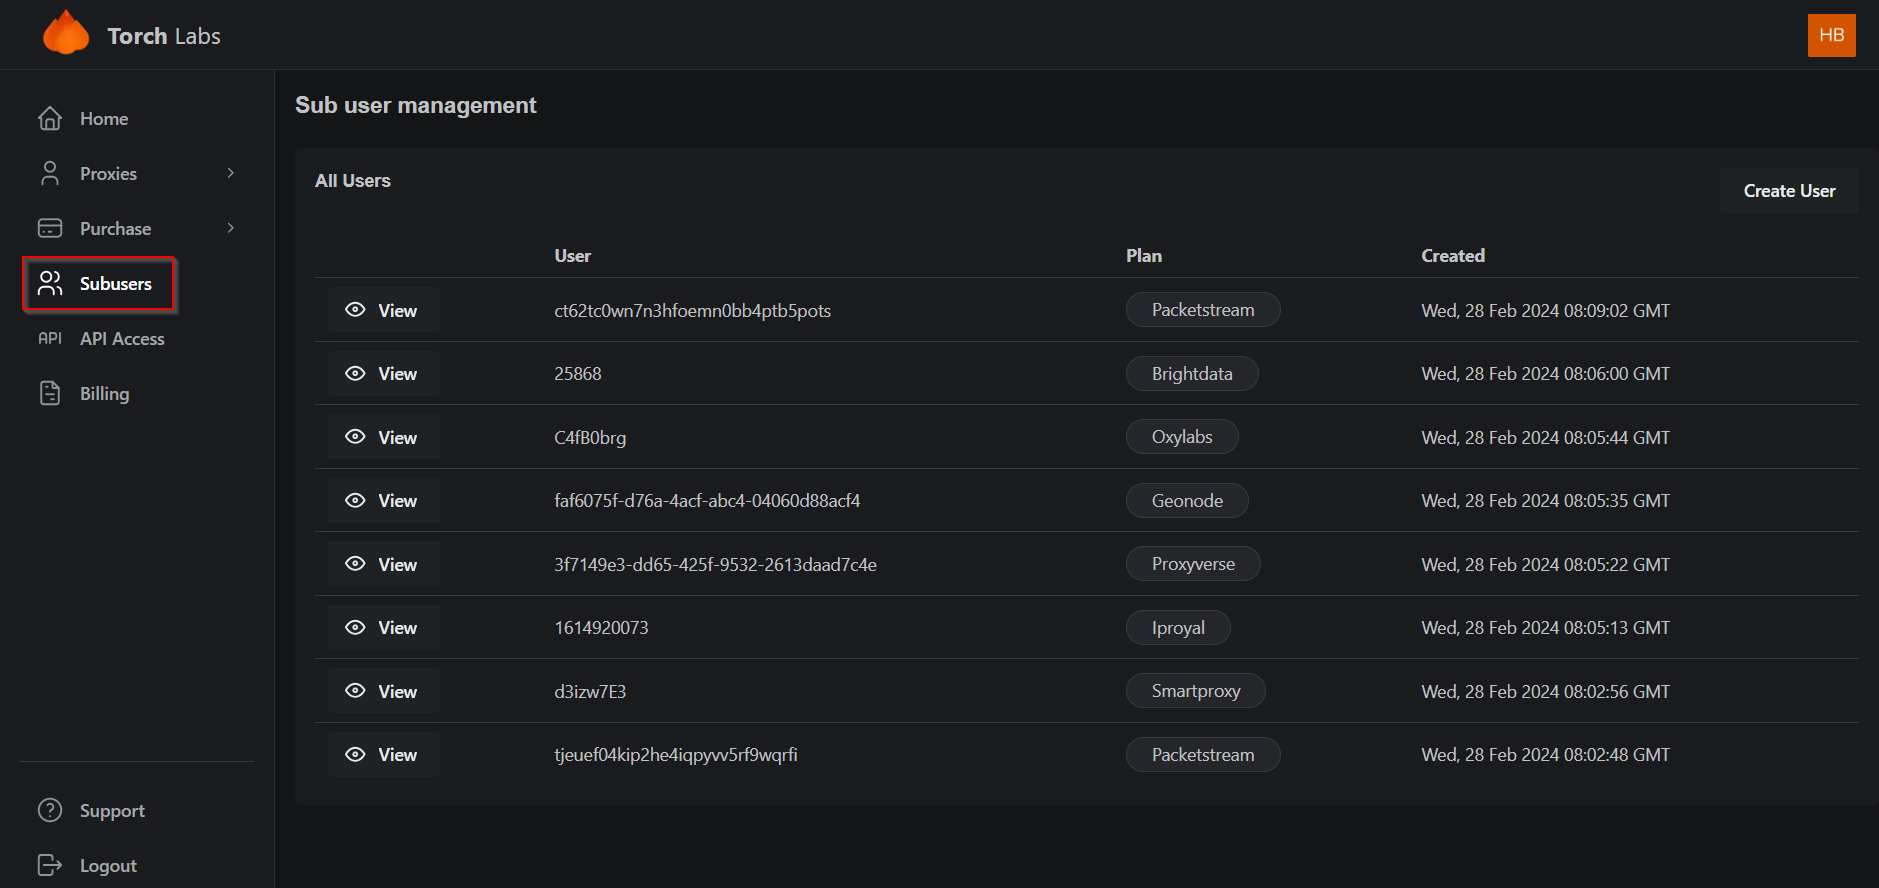 Torch Labs
HB
Home
Proxies
Purchase
Subusers
API API Access
Billing
Support
Logout
Sub user management
All Users
Create User
User Plan Created
View ct62tc0wn7n3hfoemn0bb4ptb5pots Packetstream Wed, 28 Feb 2024 08:09:02 GMT
View 25868 Brightdata Wed, 28 Feb 2024 08:06:00 GMT
View C4fB0brg Oxylabs Wed, 28 Feb 2024 08:05:44 GMT
View faf6075f-d76a-4acf-abc4-04060d88acf4 Geonode Wed, 28 Feb 2024 08:05:35 GMT
View 3f7149e3-dd65-425f-9532-2613daad7c4e Proxyverse Wed, 28 Feb 2024 08:05:22 GMT
View 1614920073 Iproyal Wed, 28 Feb 2024 08:05:13 GMT
View d3izw7E3 Smartproxy Wed, 28 Feb 2024 08:02:56 GMT
View tjeuef04kip2he4iqpyvv5rf9wqrfi Packetstream Wed, 28 Feb 2024 08:02:48 GMT